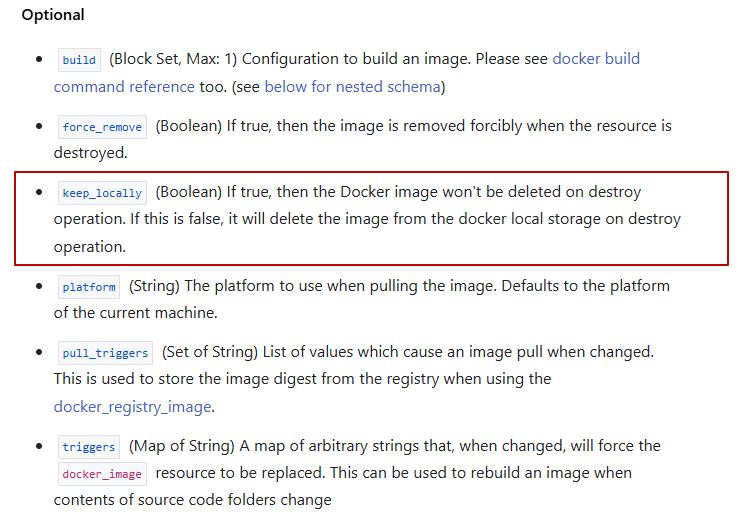 Optional
• build (Block Set, Max: 1) Configuration to build an image. Please see docker build
command reference too. (see below for nested schema)
• force_remove (Boolean) If true, then the image is removed forcibly when the resource is
destroyed.
• keep_locally (Boolean) If true, then the Docker image won't be deleted on destroy
operation. If this is false, it will delete the image from the docker local storage on destroy
operation.
• platform (String) The platform to use when pulling the image. Defaults to the platform
of the current machine.
• pull_triggers (Set of String) List of values which cause an image pull when changed.
This is used to store the image digest from the registry when using the
docker_registry_image.
• triggers (Map of String) A map of arbitrary strings that, when changed, will force the
docker_image resource to be replaced. This can be used to rebuild an image when
contents of source code folders change